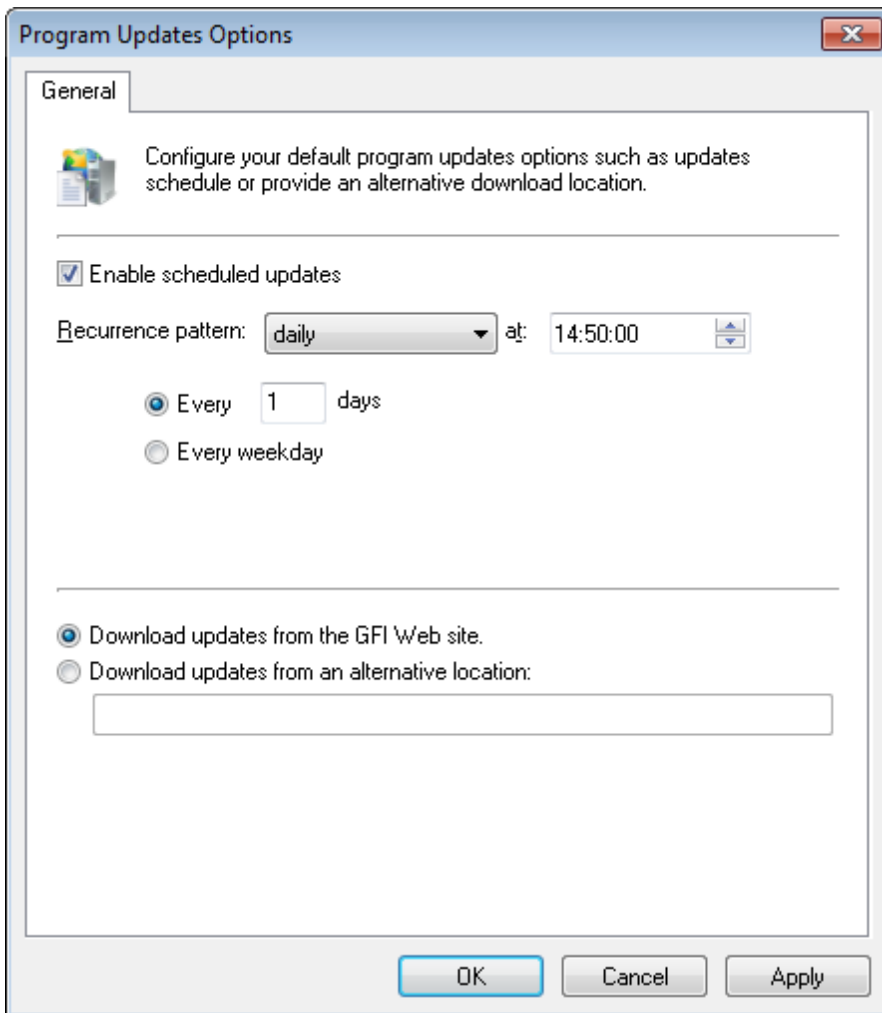 Program Updates Options
General
Configure your default program updates options such as updates
schedule or provide an alternative download location.
Enable scheduled updates
Recurrence pattern: daily at: 14:50:00
Every 1 days
Every weekday
Download updates from the GFI Web site.
Download updates from an alternative location:
OK Cancel Apply